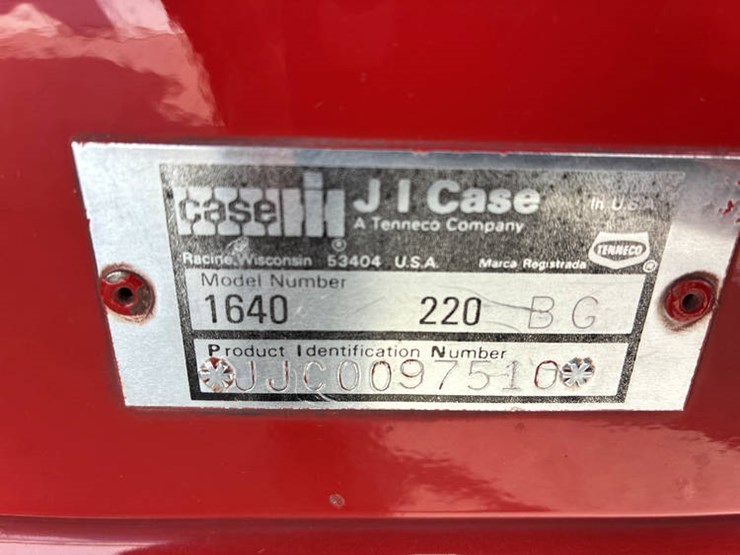 case IH J I Case In U.S.A.
A Tenneco Company
TENNECO
Racine, Wisconsin 53404 U.S.A. Marca Registrada ®
Model Number
1640 220 BG
Product Identification Number
*JJC0097510*